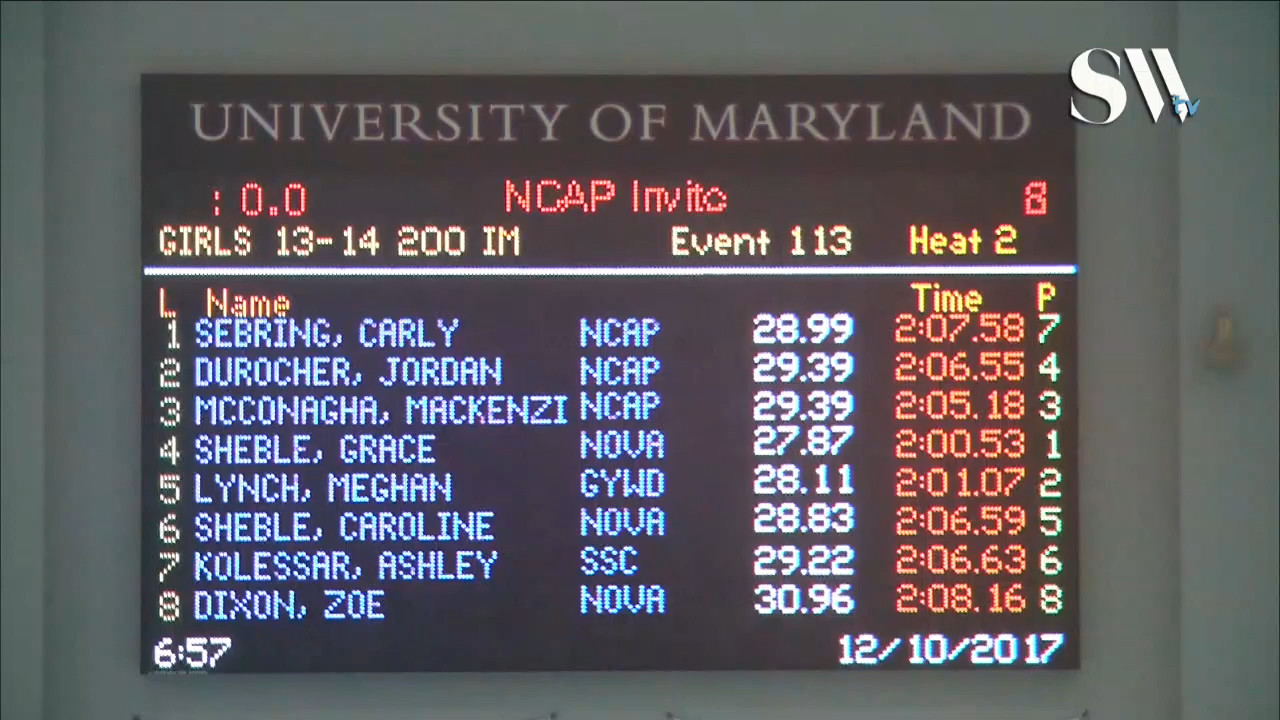 SW
tv
UNIVERSITY OF MARYLAND
: 0.0 NCAP Invite 8
GIRLS 13-14 200 IM Event 113 Heat 2
L Name Time P
1 SEBRING, CARLY NCAP 28.99 2:07.58 7
2 DUROCHER, JORDAN NCAP 29.39 2:06.55 4
3 MCCONAGHA, MACKENZI NCAP 29.39 2:05.18 3
4 SHEBLE, GRACE NOVA 27.87 2:00.53 1
5 LYNCH, MEGHAN GYWD 28.11 2:01.07 2
6 SHEBLE, CAROLINE NOVA 28.83 2:06.59 5
7 KOLESSAR, ASHLEY SSC 29.22 2:06.63 6
8 DIXON, ZOE NOVA 30.96 2:08.16 8
6:57 12/10/2017